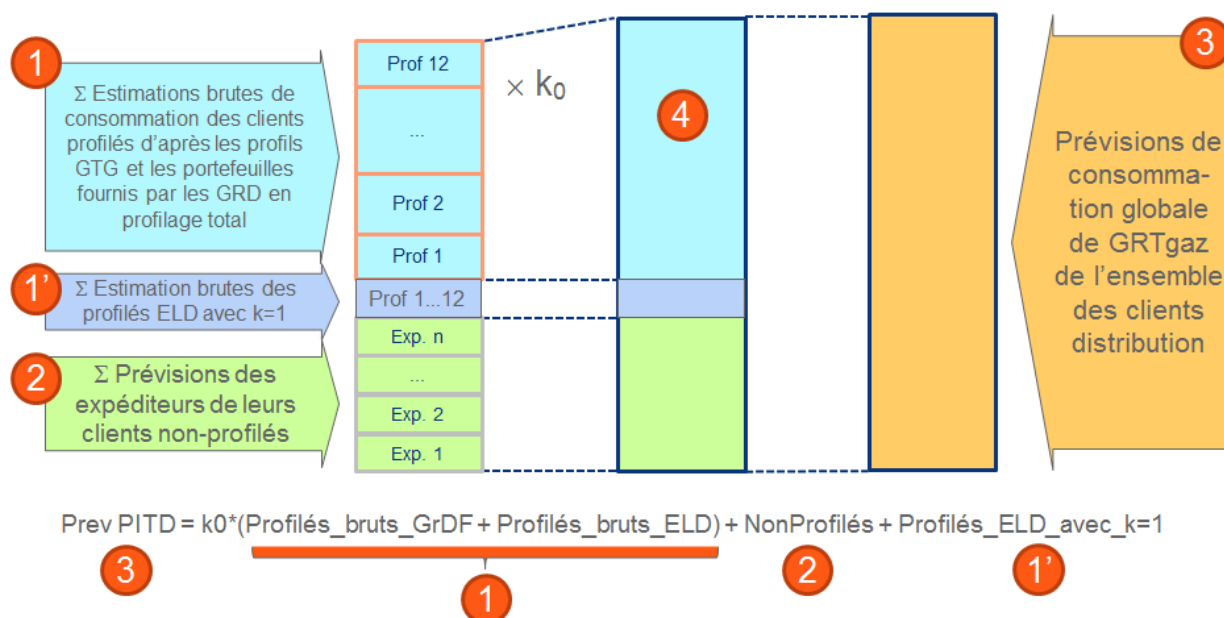 1
Σ Estimations brutes de
consommation des clients
profilés d’après les profils
GTG et les portefeuilles
fournis par les GRD en
profilage total
1’
Σ Estimation brutes des
profilés ELD avec k=1
2
Σ Prévisions des
expéditeurs de leurs
clients non-profilés
Prof 12
...
Prof 2
Prof 1
Prof 1...12
Exp. n
...
Exp. 2
Exp. 1
× k0
4
3
Prévisions de
consomma-
tion globale
de GRTgaz
de l’ensemble
des clients
distribution
Prev PITD = k0*(Profilés_bruts_GrDF + Profilés_bruts_ELD) + NonProfilés + Profilés_ELD_avec_k=1
3
1
2
1’